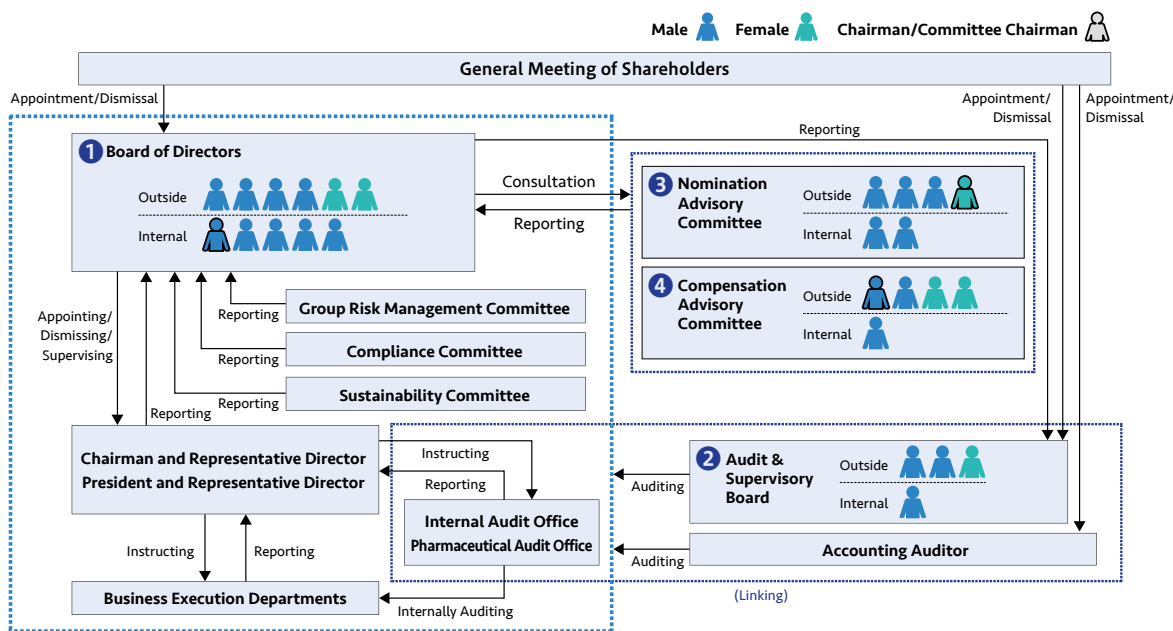 Male
Female
Chairman/Committee Chairman
General Meeting of Shareholders
Appointment/Dismissal
Appointment/
Dismissal
Appointment/
Dismissal
Reporting
1 Board of Directors
Outside
Internal
Consultation
Reporting
3 Nomination
Advisory
Committee
Outside
Internal
4 Compensation
Advisory
Committee
Outside
Internal
Appointing/
Dismissing/
Supervising
Reporting
Group Risk Management Committee
Reporting
Compliance Committee
Reporting
Sustainability Committee
Reporting
Chairman and Representative Director
President and Representative Director
Instructing
Reporting
Internal Audit Office
Pharmaceutical Audit Office
Auditing
2 Audit &
Supervisory
Board
Outside
Internal
Auditing
Accounting Auditor
Instructing
Reporting
Business Execution Departments
Internally Auditing
(Linking)